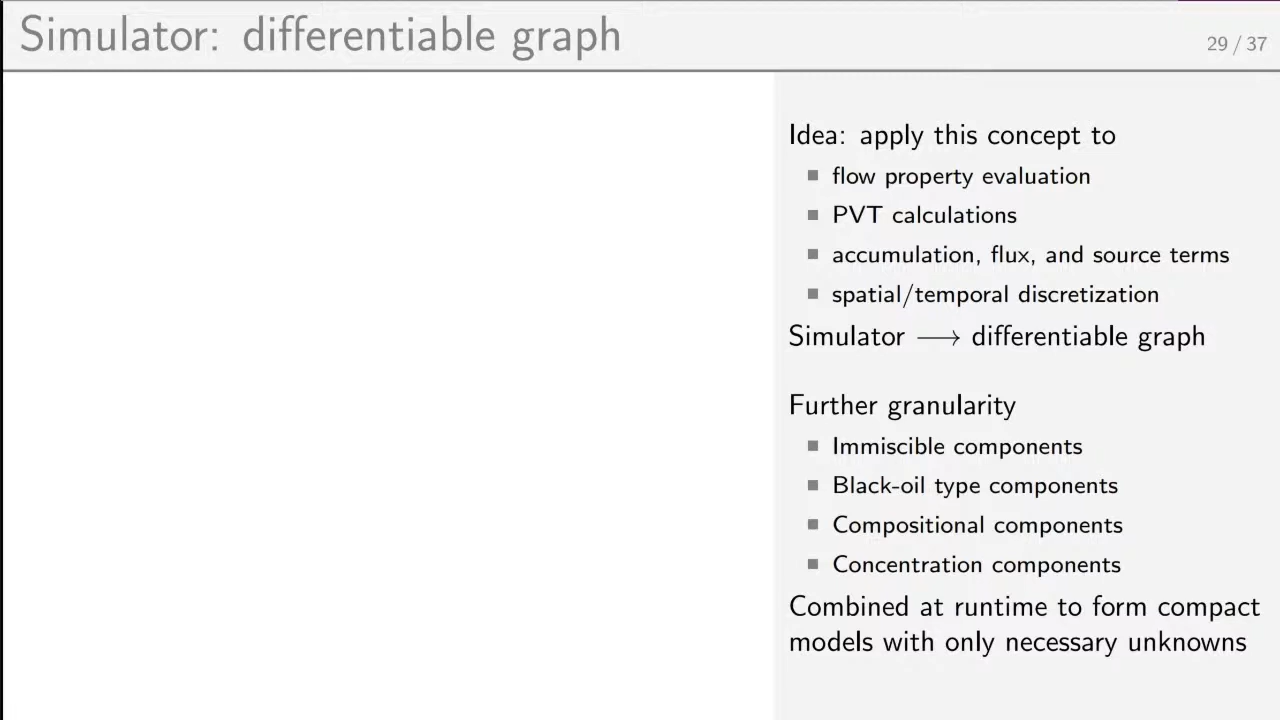 Simulator: differentiable graph
29 / 37
Idea: apply this concept to
flow property evaluation
PVT calculations
accumulation, flux, and source terms
spatial/temporal discretization
Simulator ⟶ differentiable graph
Further granularity
Immiscible components
Black-oil type components
Compositional components
Concentration components
Combined at runtime to form compact
models with only necessary unknowns